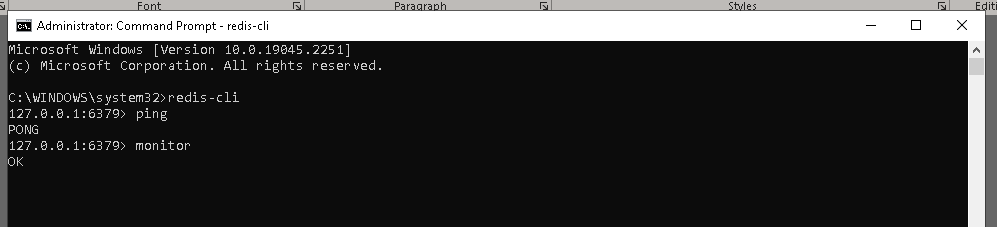 Font Paragraph Styles Editi
Administrator: Command Prompt - redis-cli
Microsoft Windows [Version 10.0.19045.2251]
(c) Microsoft Corporation. All rights reserved.
C:\WINDOWS\system32>redis-cli
127.0.0.1:6379> ping
PONG
127.0.0.1:6379> monitor
OK